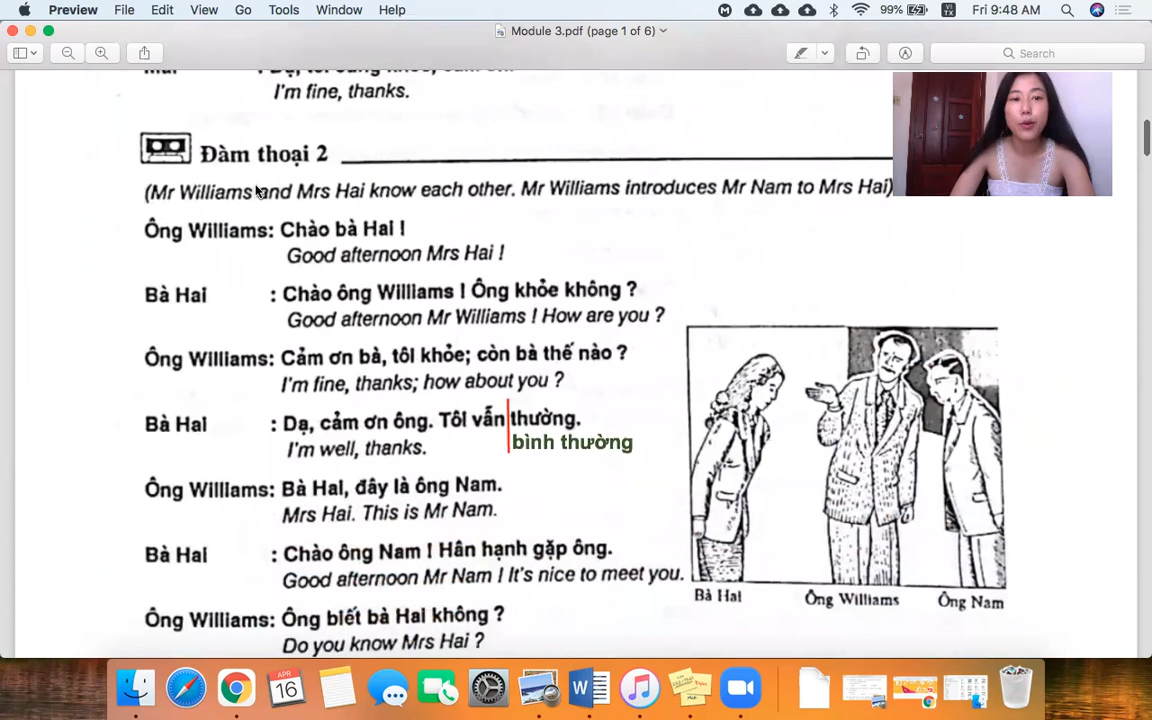 Preview File Edit View Go Tools Window Help 99% VI TX Fri 9:48 AM
Module 3.pdf (page 1 of 6)
Search
I'm fine, thanks.
Đàm thoại 2
(Mr Williams and Mrs Hai know each other. Mr Williams introduces Mr Nam to Mrs Hai)
Ông Williams: Chào bà Hai !
Good afternoon Mrs Hai !
Bà Hai : Chào ông Williams ! Ông khỏe không ?
Good afternoon Mr Williams ! How are you ?
Ông Williams: Cảm ơn bà, tôi khỏe; còn bà thế nào ?
I'm fine, thanks; how about you ?
Bà Hai : Dạ, cảm ơn ông. Tôi vẫn thường.
bình thường
I'm well, thanks.
Ông Williams: Bà Hai, đây là ông Nam.
Mrs Hai. This is Mr Nam.
Bà Hai : Chào ông Nam ! Hân hạnh gặp ông.
Good afternoon Mr Nam ! It's nice to meet you.
Bà Hai Ông Williams Ông Nam
Ông Williams: Ông biết bà Hai không ?
Do you know Mrs Hai ?
APR
16
W